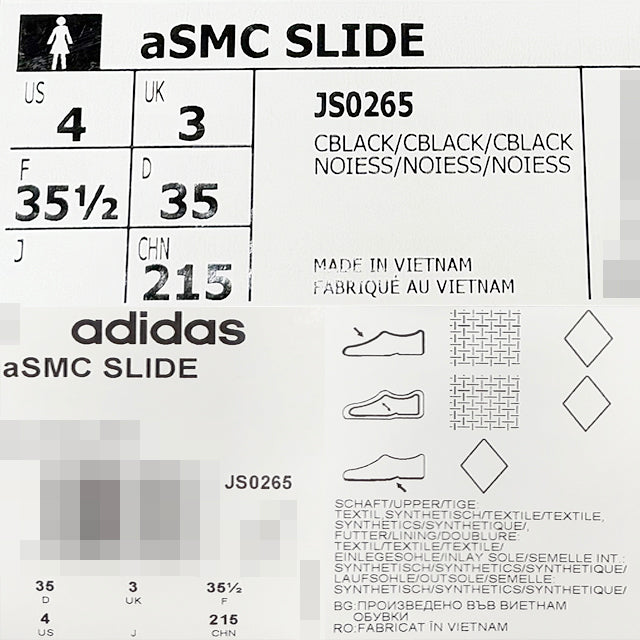 aSMC SLIDE
US UK
4 3
JS0265
CBLACK/CBLACK/CBLACK
NOIESS/NOIESS/NOIESS
F D
35½ 35
J CHN
215
MADE IN VIETNAM
FABRIQUÉ AU VIETNAM
adidas
aSMC SLIDE
JS0265
35 3 35½
D UK F
4 215
US J CHN
SCHAFT/UPPER/TIGE:
TEXTIL,SYNTHETISCH/TEXTILE/TEXTILE,
SYNTHETICS/SYNTHETIQUE/,
FUTTER/LINING/DOUBLURE:
TEXTIL/TEXTILE/TEXTILE/
EINLEGESOHLE/INLAY SOLE/SEMELLE INT.:
SYNTHETISCH/SYNTHETICS/SYNTHETIQUE/
LAUFSOHLE/OUTSOLE/SEMELLE:
SYNTHETISCH/SYNTHETICS/SYNTHETIQUE/
BG:ПРОИЗВЕДЕНО ВЪВ ВИЕТНАМ
ОБУВКИ
RO:FABRICAT ÎN VIETNAM